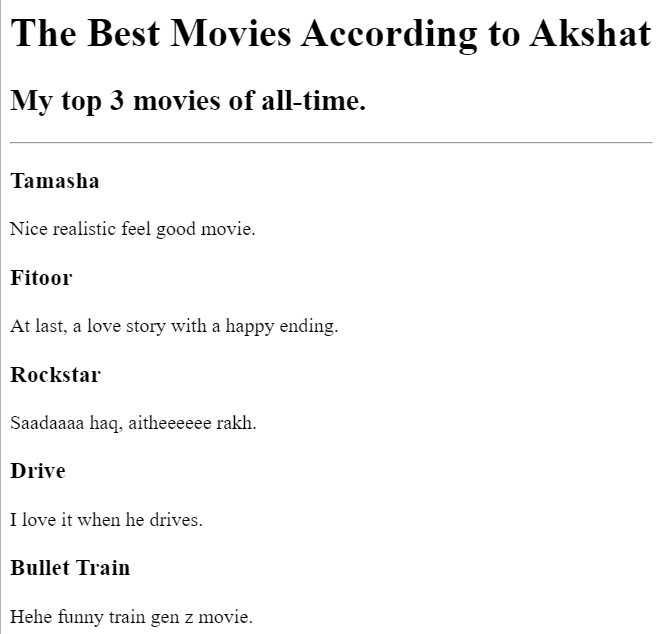 The Best Movies According to Akshat
My top 3 movies of all-time.
Tamasha
Nice realistic feel good movie.
Fitoor
At last, a love story with a happy ending.
Rockstar
Saadaaaa haq, aitheeeeee rakh.
Drive
I love it when he drives.
Bullet Train
Hehe funny train gen z movie.